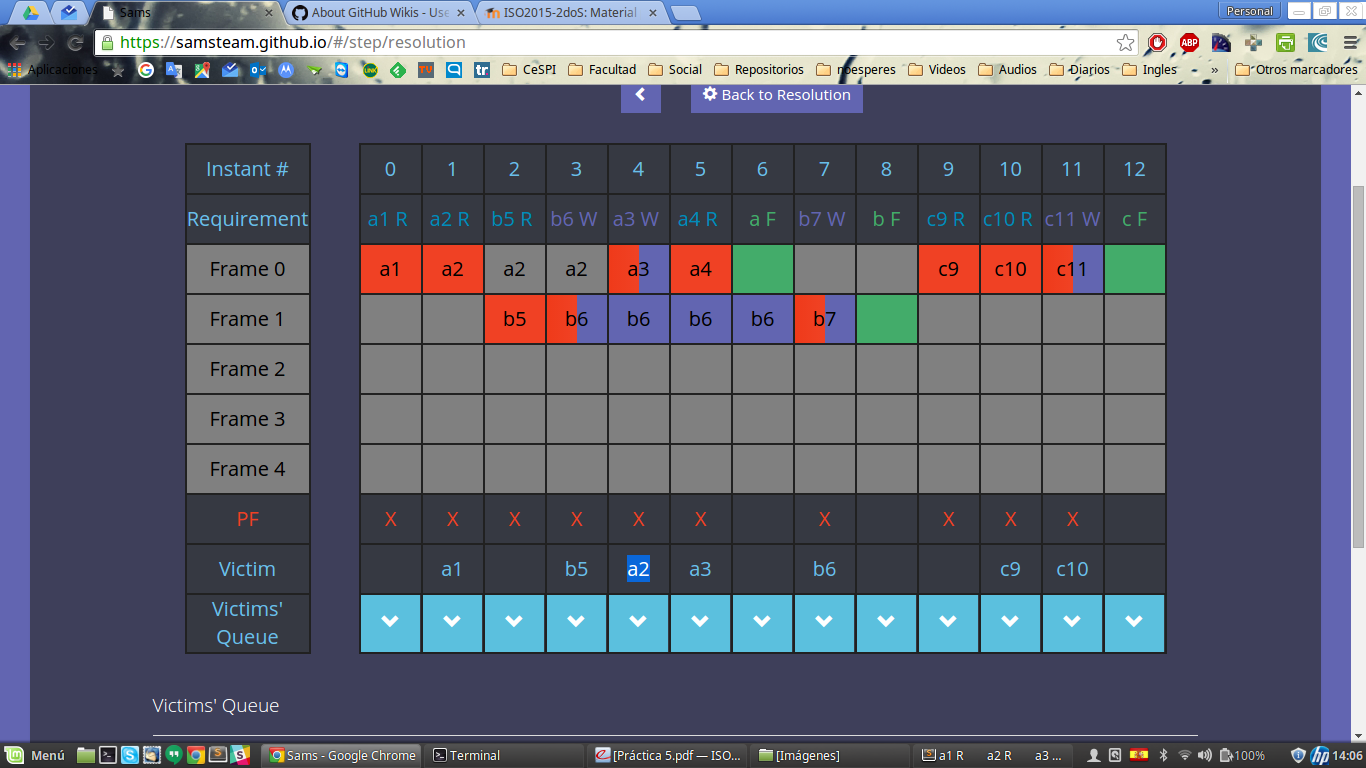 Sams
About GitHub Wikis - Use
ISO2015-2doS: Material
Personal
https://samsteam.github.io/#/step/resolution
Aplicaciones
CeSPI
Facultad
Social
Repositorios
noesperes
Videos
Audios
Diarios
Ingles
»
Otros marcadores
Back to Resolution
Instant # 0 1 2 3 4 5 6 7 8 9 10 11 12
Requirement a1 R a2 R b5 R b6 W a3 W a4 R a F b7 W b F c9 R c10 R c11 W c F
Frame 0 a1 a2 a2 a2 a3 a4 c9 c10 c11
Frame 1 b5 b6 b6 b6 b6 b7
Frame 2
Frame 3
Frame 4
PF X X X X X X X X X X
Victim a1 b5 a2 a3 b6 c9 c10
Victims'
Queue
Victims' Queue
Menú
Sams - Google Chrome
Terminal
[Práctica 5.pdf — ISO...
[Imágenes]
a1 R a2 R a3 ...
100%
hp
14:06